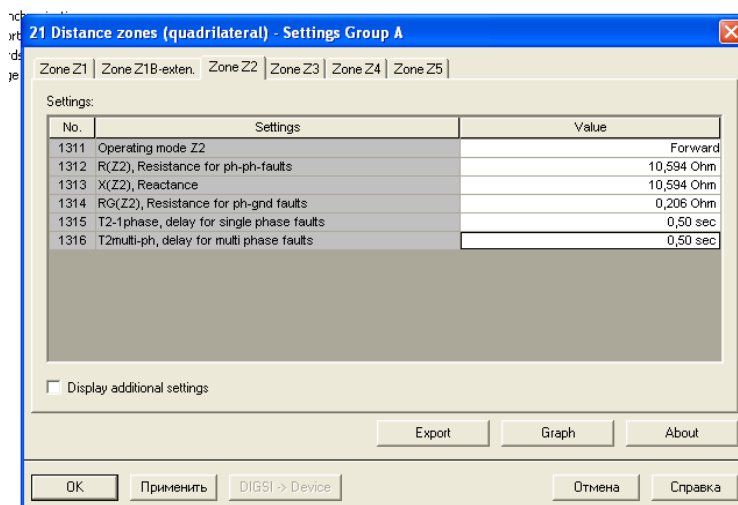 21 Distance zones (quadrilateral) - Settings Group A
Zone Z1 Zone Z1B-exten. Zone Z2 Zone Z3 Zone Z4 Zone Z5
Settings:
No. Settings Value
1311 Operating mode Z2 Forward
1312 R(Z2), Resistance for ph-ph-faults 10,594 Ohm
1313 X(Z2), Reactance 10,594 Ohm
1314 RG(Z2), Resistance for ph-gnd faults 0,206 Ohm
1315 T2-1phase, delay for single phase faults 0,50 sec
1316 T2multi-ph, delay for multi phase faults 0,50 sec
Display additional settings
Export Graph About
OK Применить DIGSI -> Device Отмена Справка